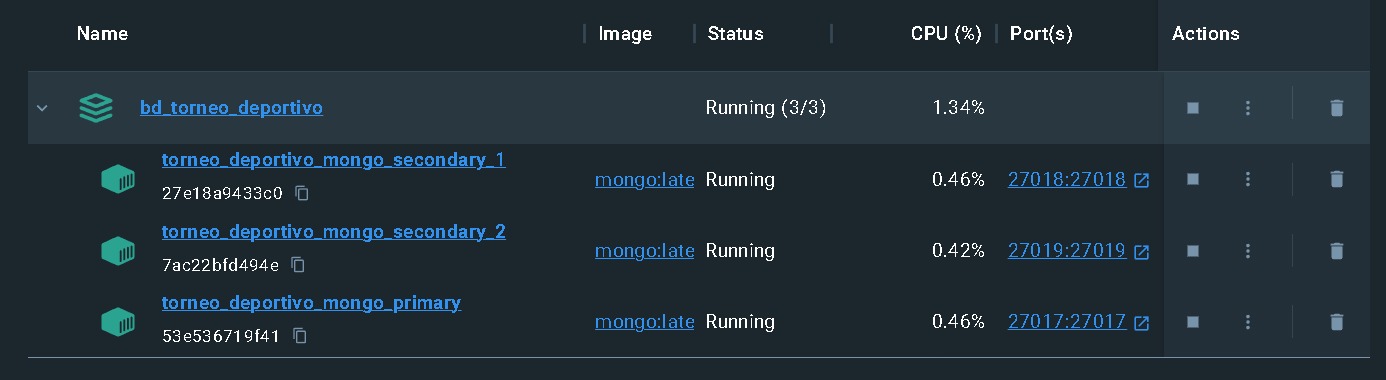 Name Image Status CPU (%) Port(s) Actions
bd_torneo_deportivo Running (3/3) 1.34%
torneo_deportivo_mongo_secondary_1
27e18a9433c0 mongo:late Running 0.46% 27018:27018
torneo_deportivo_mongo_secondary_2
7ac22bfd494e mongo:late Running 0.42% 27019:27019
torneo_deportivo_mongo_primary
53e536719f41 mongo:late Running 0.46% 27017:27017